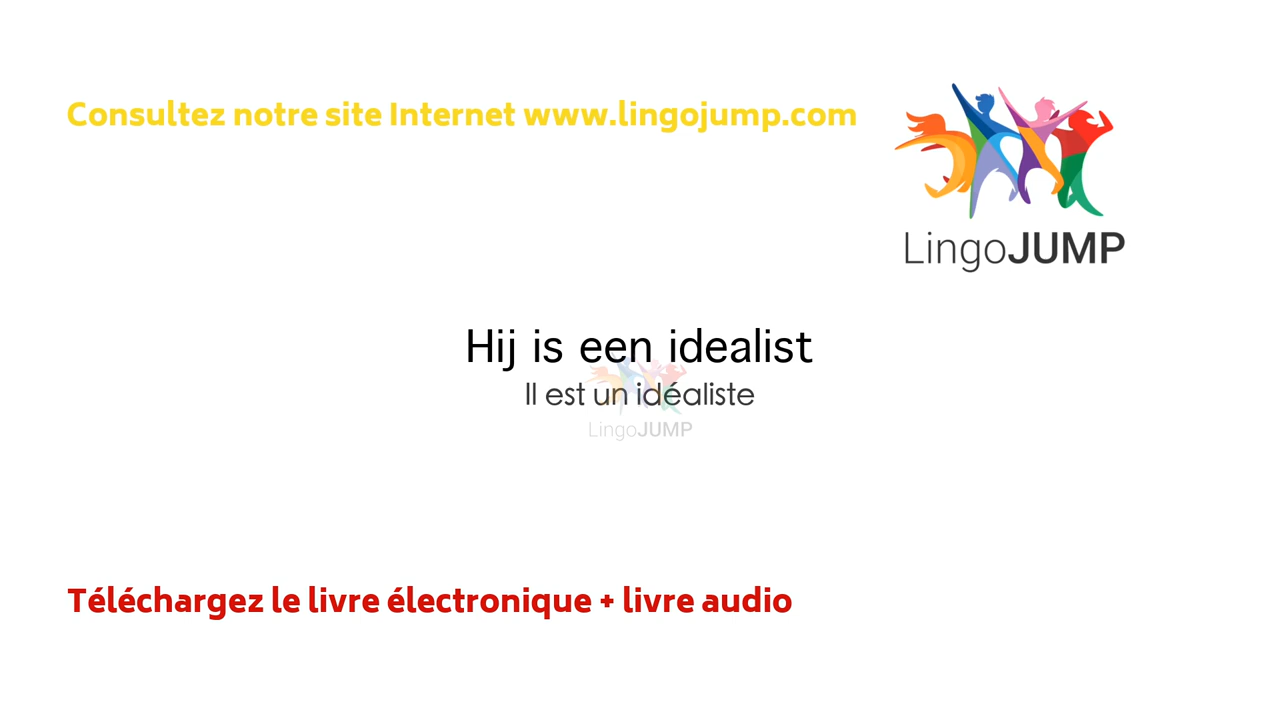 Consultez notre site Internet www.lingojump.com
LingoJUMP
Hij is een idealist
Il est un idéaliste
LingoJUMP
Téléchargez le livre électronique + livre audio